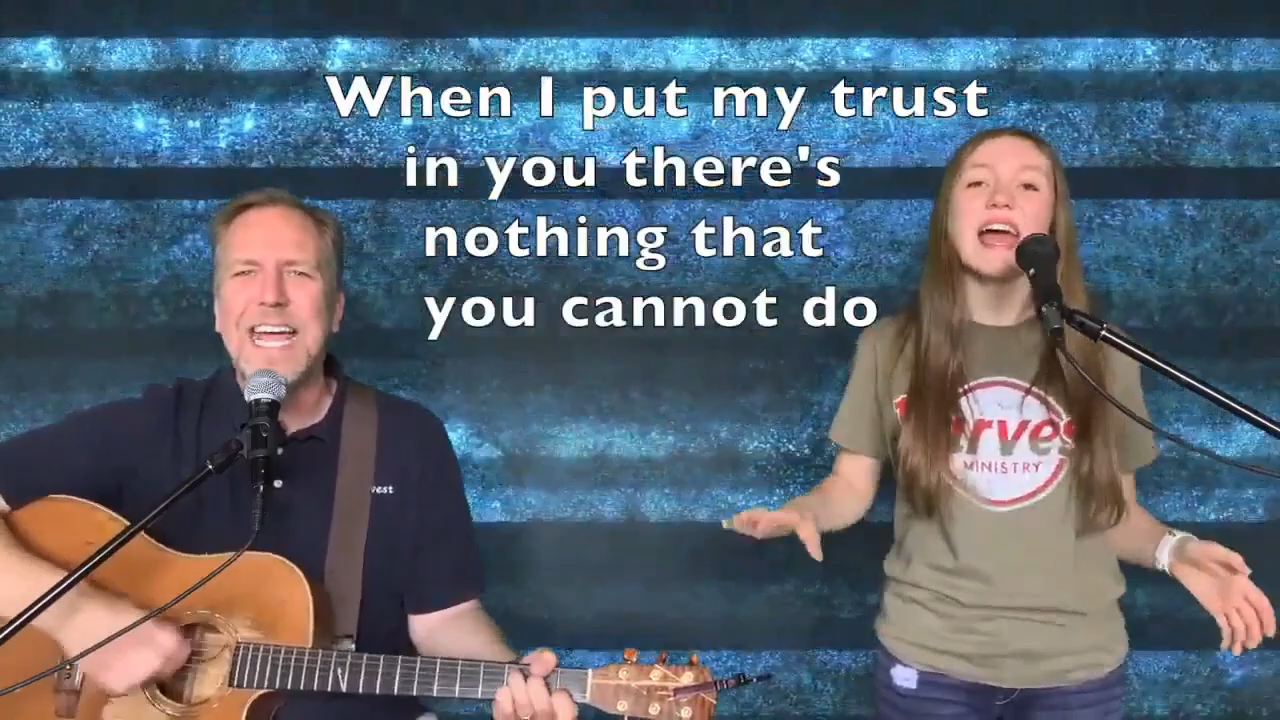 When I put my trust
in you there's
nothing that
you cannot do
MINISTRY